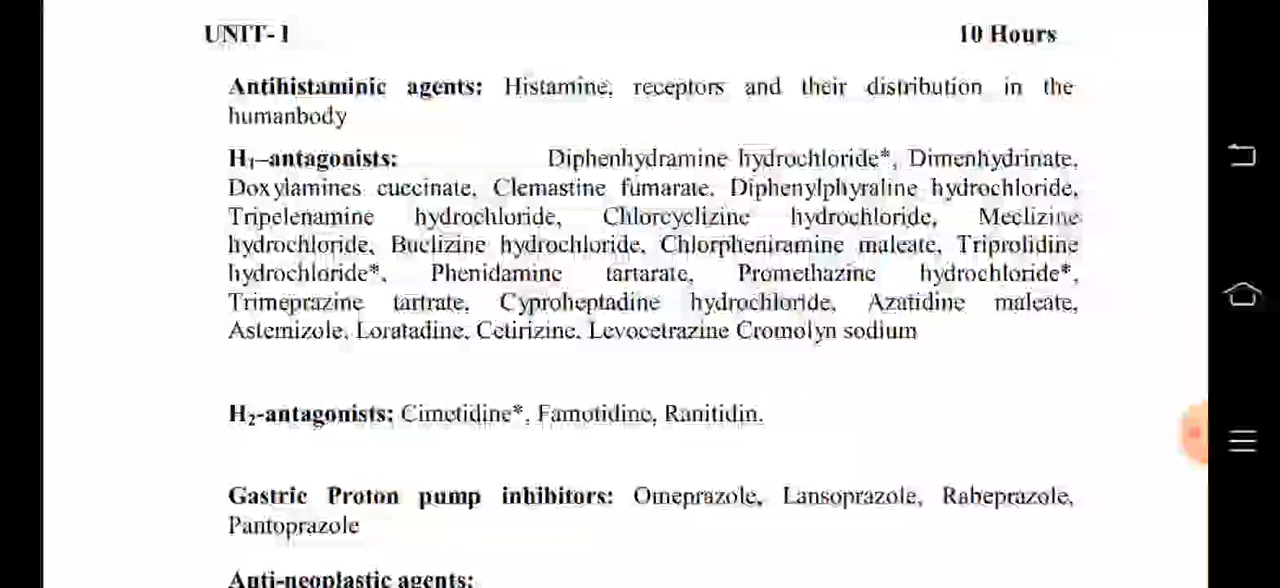 UNIT- I 10 Hours
Antihistaminic agents: Histamine, receptors and their distribution in the
humanbody
H1–antagonists: Diphenhydramine hydrochloride*, Dimenhydrinate,
Doxylamines cuccinate, Clemastine fumarate, Diphenylphyraline hydrochloride,
Tripelenamine hydrochloride, Chlorcyclizine hydrochloride, Meclizine
hydrochloride, Buclizine hydrochloride, Chlorpheniramine maleate, Triprolidine
hydrochloride*, Phenidamine tartarate, Promethazine hydrochloride*,
Trimeprazine tartrate, Cyproheptadine hydrochloride, Azatidine maleate,
Astemizole, Loratadine, Cetirizine, Levocetrazine Cromolyn sodium
H2-antagonists: Cimetidine*, Famotidine, Ranitidin.
Gastric Proton pump inhibitors: Omeprazole, Lansoprazole, Rabeprazole,
Pantoprazole
Anti-neoplastic agents: